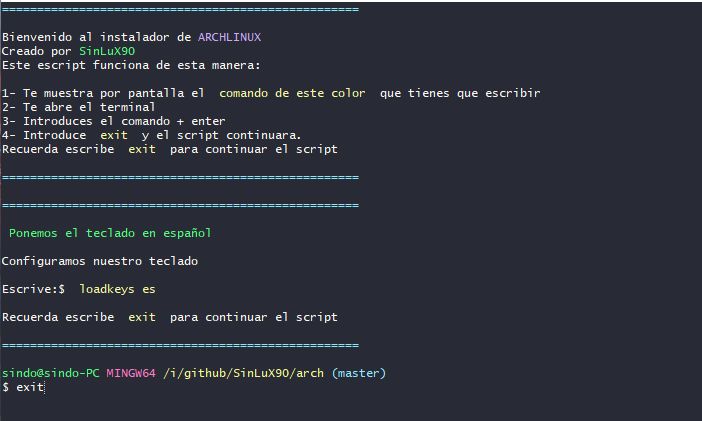 ===================================================
Bienvenido al instalador de ARCHLINUX
Creado por SinLuX90
Este escript funciona de esta manera:
1- Te muestra por pantalla el  comando de este color  que tienes que escribir
2- Te abre el terminal
3- Introduces el comando + enter
4- Introduce  exit  y el script continuara.
Recuerda escribe  exit  para continuar el script
===================================================
===================================================
Ponemos el teclado en español
Configuramos nuestro teclado
Escrive:$  loadkeys es
Recuerda escribe  exit  para continuar el script
===================================================
sindo@sindo-PC MINGW64 /i/github/SinLuX90/arch (master)
$ exit